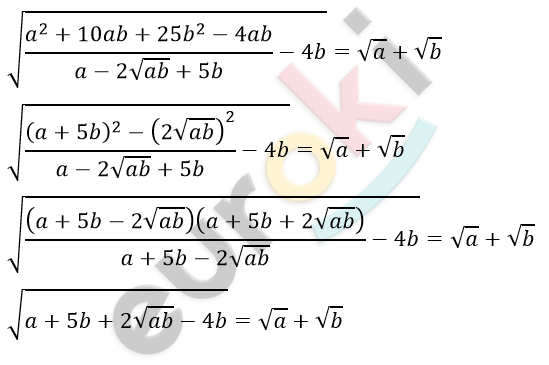 √((a² + 10ab + 25b² − 4ab)/(a − 2√(ab) + 5b) − 4b) = √a + √b
√(((a + 5b)² − (2√(ab))²)/(a − 2√(ab) + 5b) − 4b) = √a + √b
√(((a + 5b − 2√(ab))(a + 5b + 2√(ab)))/(a + 5b − 2√(ab)) − 4b) = √a + √b
√(a + 5b + 2√(ab) − 4b) = √a + √b
euroki